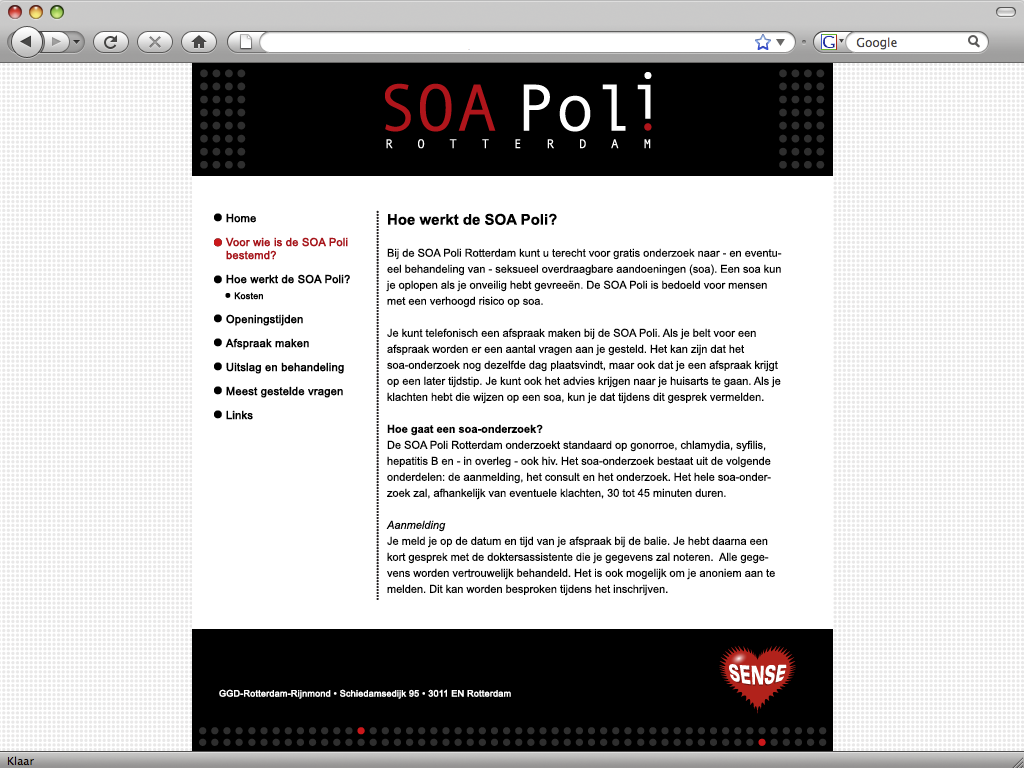 Google
SOA Poli
ROTTERDAM
Home
Voor wie is de SOA Poli
bestemd?
Hoe werkt de SOA Poli?
Kosten
Openingstijden
Afspraak maken
Uitslag en behandeling
Meest gestelde vragen
Links
Hoe werkt de SOA Poli?
Bij de SOA Poli Rotterdam kunt u terecht voor gratis onderzoek naar - en eventu-
eel behandeling van - seksueel overdraagbare aandoeningen (soa). Een soa kun
je oplopen als je onveilig hebt gevreeën. De SOA Poli is bedoeld voor mensen
met een verhoogd risico op soa.
Je kunt telefonisch een afspraak maken bij de SOA Poli. Als je belt voor een
afspraak worden er een aantal vragen aan je gesteld. Het kan zijn dat het
soa-onderzoek nog dezelfde dag plaatsvindt, maar ook dat je een afspraak krijgt
op een later tijdstip. Je kunt ook het advies krijgen naar je huisarts te gaan. Als je
klachten hebt die wijzen op een soa, kun je dat tijdens dit gesprek vermelden.
Hoe gaat een soa-onderzoek?
De SOA Poli Rotterdam onderzoekt standaard op gonorroe, chlamydia, syfilis,
hepatitis B en - in overleg - ook hiv. Het soa-onderzoek bestaat uit de volgende
onderdelen: de aanmelding, het consult en het onderzoek. Het hele soa-onder-
zoek zal, afhankelijk van eventuele klachten, 30 tot 45 minuten duren.
Aanmelding
Je meld je op de datum en tijd van je afspraak bij de balie. Je hebt daarna een
kort gesprek met de doktersassistente die je gegevens zal noteren. Alle gege-
vens worden vertrouwelijk behandeld. Het is ook mogelijk om je anoniem aan te
melden. Dit kan worden besproken tijdens het inschrijven.
SENSE
GGD-Rotterdam-Rijnmond • Schiedamsedijk 95 • 3011 EN Rotterdam
Klaar